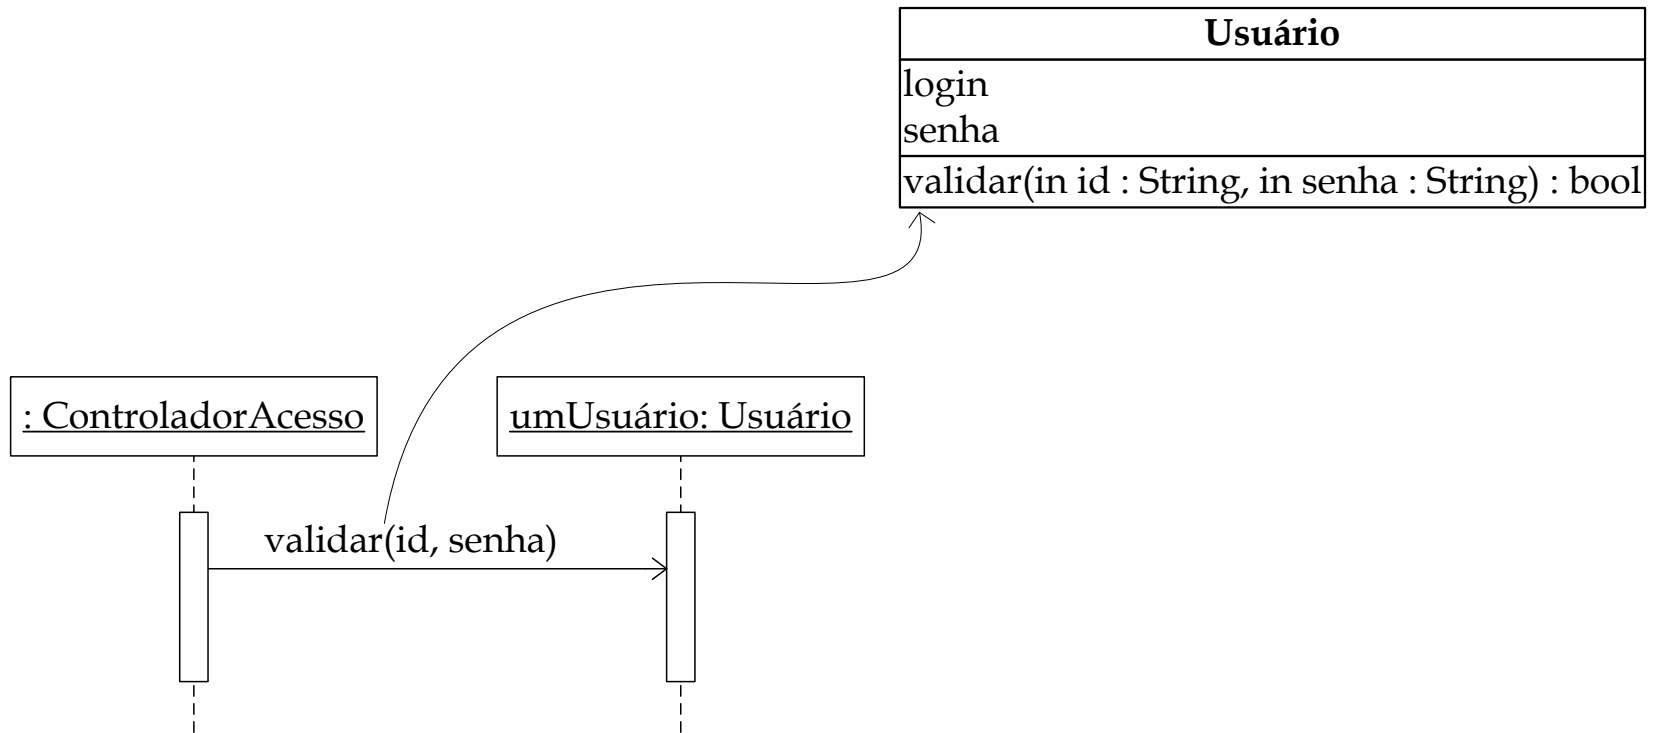 Usuário
login
senha
validar(in id : String, in senha : String) : bool
: ControladorAcesso
umUsuário: Usuário
validar(id, senha)